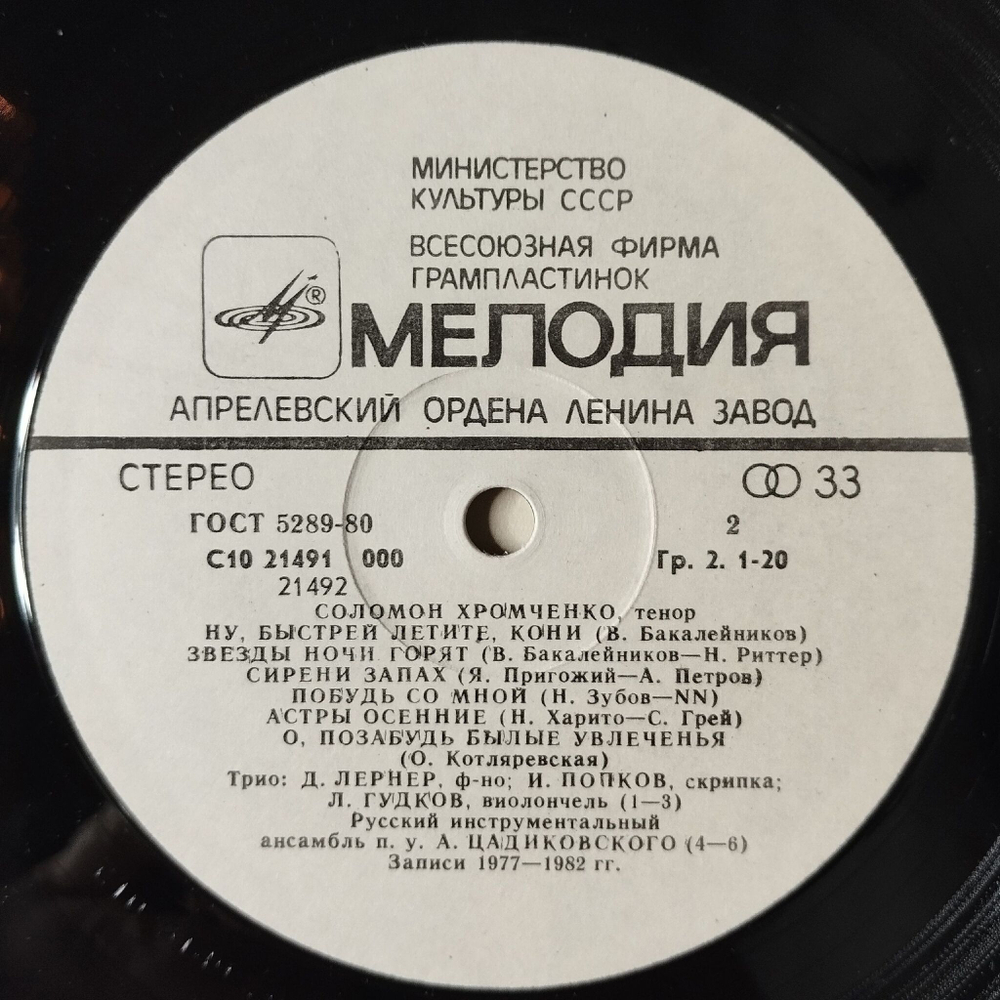 МИНИСТЕРСТВО
КУЛЬТУРЫ СССР
ВСЕСОЮЗНАЯ ФИРМА
ГРАМПЛАСТИНОК
®
МЕЛОДИЯ
АПРЕЛЕВСКИЙ ОРДЕНА ЛЕНИНА ЗАВОД
СТЕРЕО 33
ГОСТ 5289-80 2
С10 21491 000 Гр. 2. 1-20
21492
СОЛОМОН ХРОМЧЕНКО, тенор
НУ, БЫСТРЕЙ ЛЕТИТЕ, КОНИ (В. Бакалейников)
ЗВЕЗДЫ НОЧИ ГОРЯТ (В. Бакалейников—Н. Риттер)
СИРЕНИ ЗАПАХ (Я. Пригожий—А. Петров)
ПОБУДЬ СО МНОЙ (Н. Зубов—NN)
АСТРЫ ОСЕННИЕ (Н. Харито—С. Грей)
О, ПОЗАБУДЬ БЫЛЫЕ УВЛЕЧЕНЬЯ
(О. Котляревская)
Трио: Д. ЛЕРНЕР, ф-но; И. ПОПКОВ, скрипка;
Л. ГУДКОВ, виолончель (1—3)
Русский инструментальный
ансамбль п. у. А. ЦАДИКОВСКОГО (4—6)
Записи 1977—1982 гг.